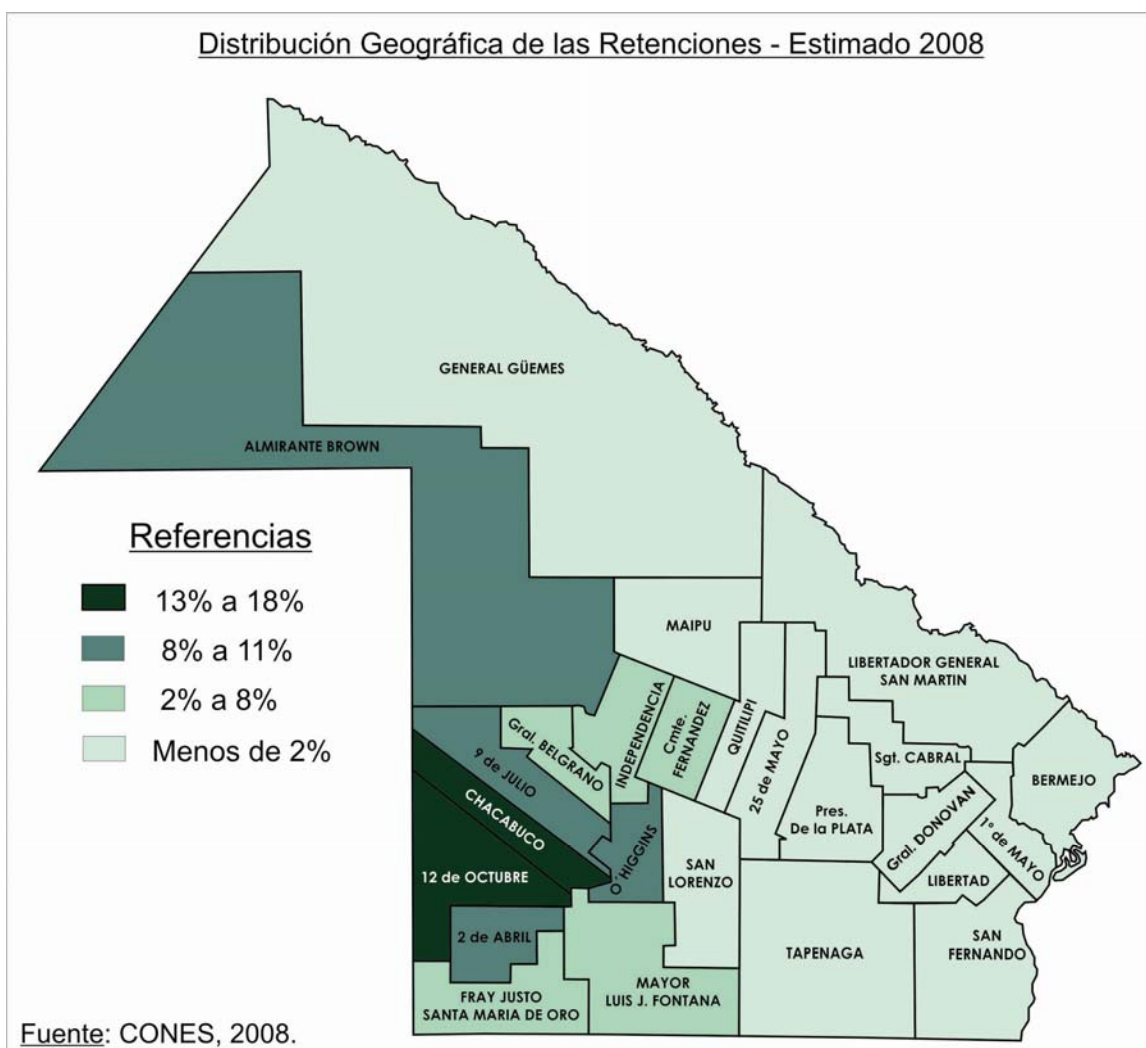 Distribución Geográfica de las Retenciones - Estimado 2008
GENERAL GÜEMES
ALMIRANTE BROWN
Referencias
13% a 18%
8% a 11%
2% a 8%
Menos de 2%
MAIPU
LIBERTADOR GENERAL
SAN MARTIN
INDEPENDENCIA
Cmte.
FERNANDEZ
QUITILIPI
25 de MAYO
Gral. BELGRANO
9 de JULIO
Sgt. CABRAL
BERMEJO
CHACABUCO
Pres.
De la PLATA
Gral. DONOVAN
1º de MAYO
O´HIGGINS
SAN
LORENZO
12 de OCTUBRE
LIBERTAD
2 de ABRIL
TAPENAGA
SAN
FERNANDO
FRAY JUSTO
SANTA MARIA DE ORO
MAYOR
LUIS J. FONTANA
Fuente: CONES, 2008.